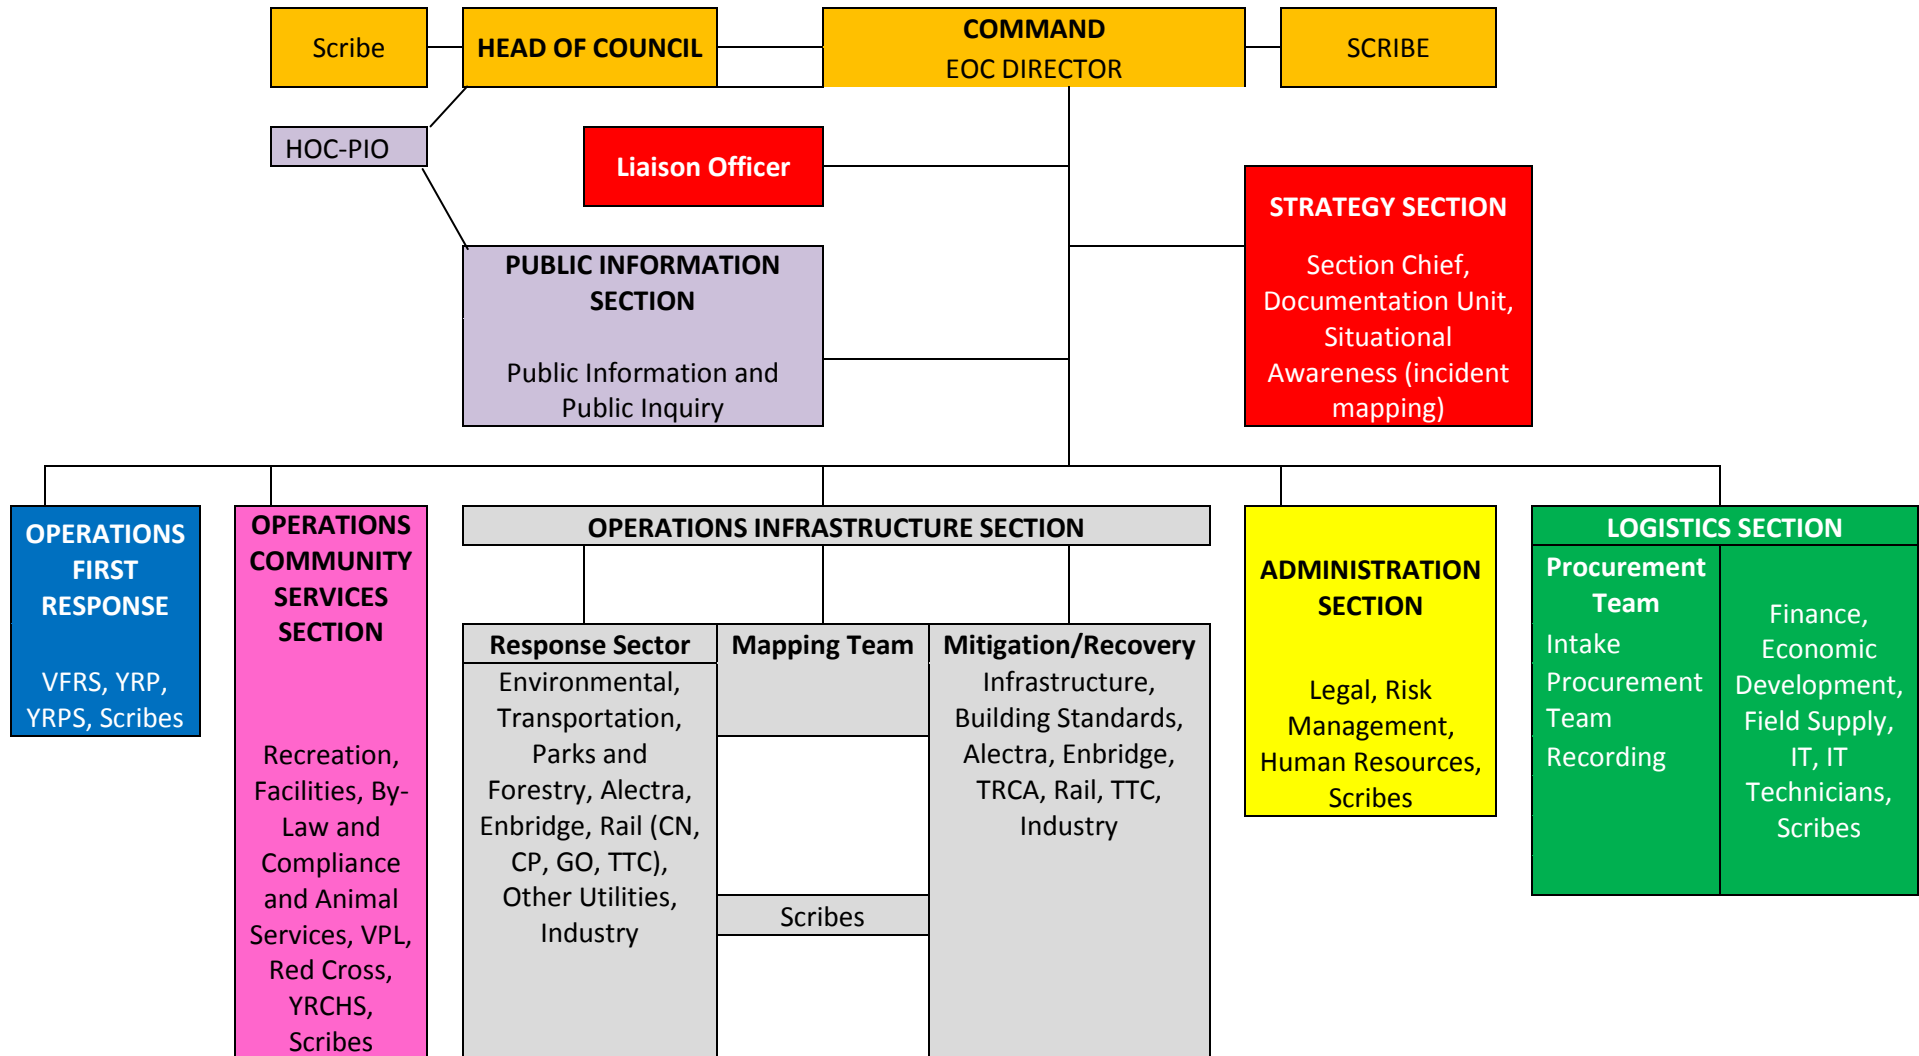 Scribe
HEAD OF COUNCIL
COMMAND
EOC DIRECTOR
SCRIBE
HOC-PIO
Liaison Officer
STRATEGY SECTION
Section Chief,
Documentation Unit,
Situational
Awareness (incident
mapping)
PUBLIC INFORMATION
SECTION
Public Information and
Public Inquiry
OPERATIONS
FIRST
RESPONSE
VFRS, YRP,
YRPS, Scribes
OPERATIONS
COMMUNITY
SERVICES
SECTION
Recreation,
Facilities, By-
Law and
Compliance
and Animal
Services, VPL,
Red Cross,
YRCHS,
Scribes
OPERATIONS INFRASTRUCTURE SECTION
Response Sector
Environmental,
Transportation,
Parks and
Forestry, Alectra,
Enbridge, Rail (CN,
CP, GO, TTC),
Other Utilities,
Industry
Mapping Team
Scribes
Mitigation/Recovery
Infrastructure,
Building Standards,
Alectra, Enbridge,
TRCA, Rail, TTC,
Industry
ADMINISTRATION
SECTION
Legal, Risk
Management,
Human Resources,
Scribes
LOGISTICS SECTION
Procurement
Team
Intake
Procurement
Team
Recording
Finance,
Economic
Development,
Field Supply,
IT, IT
Technicians,
Scribes